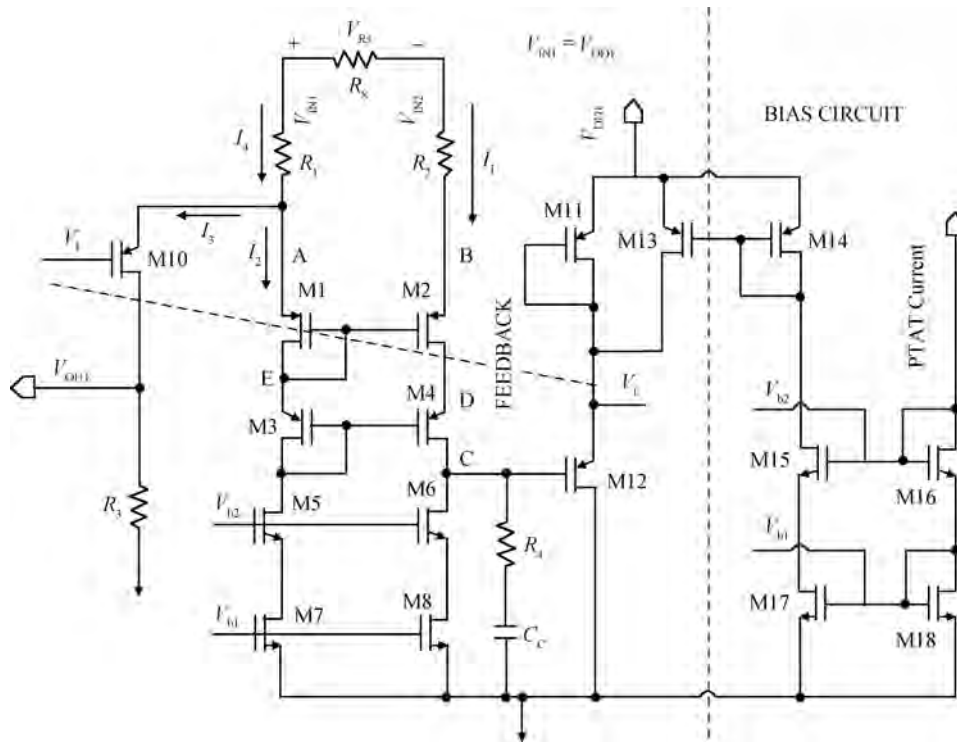 V_RS
+ −
R_S
V_IN1 = V_DD1
BIAS CIRCUIT
V_IN1
V_IN2
V_DD1
I_4
R_1
R_2
I_1
I_3
M11
V_1
M10
I_2
A
B
M13
M14
M1
M2
FEEDBACK
PTAT Current
E
D
V_1
V_OUT
M3
M4
V_b2
C
M12
M15
M16
R_3
V_b2
M5
M6
R_4
V_b1
V_b1
M7
M8
C_C
M17
M18